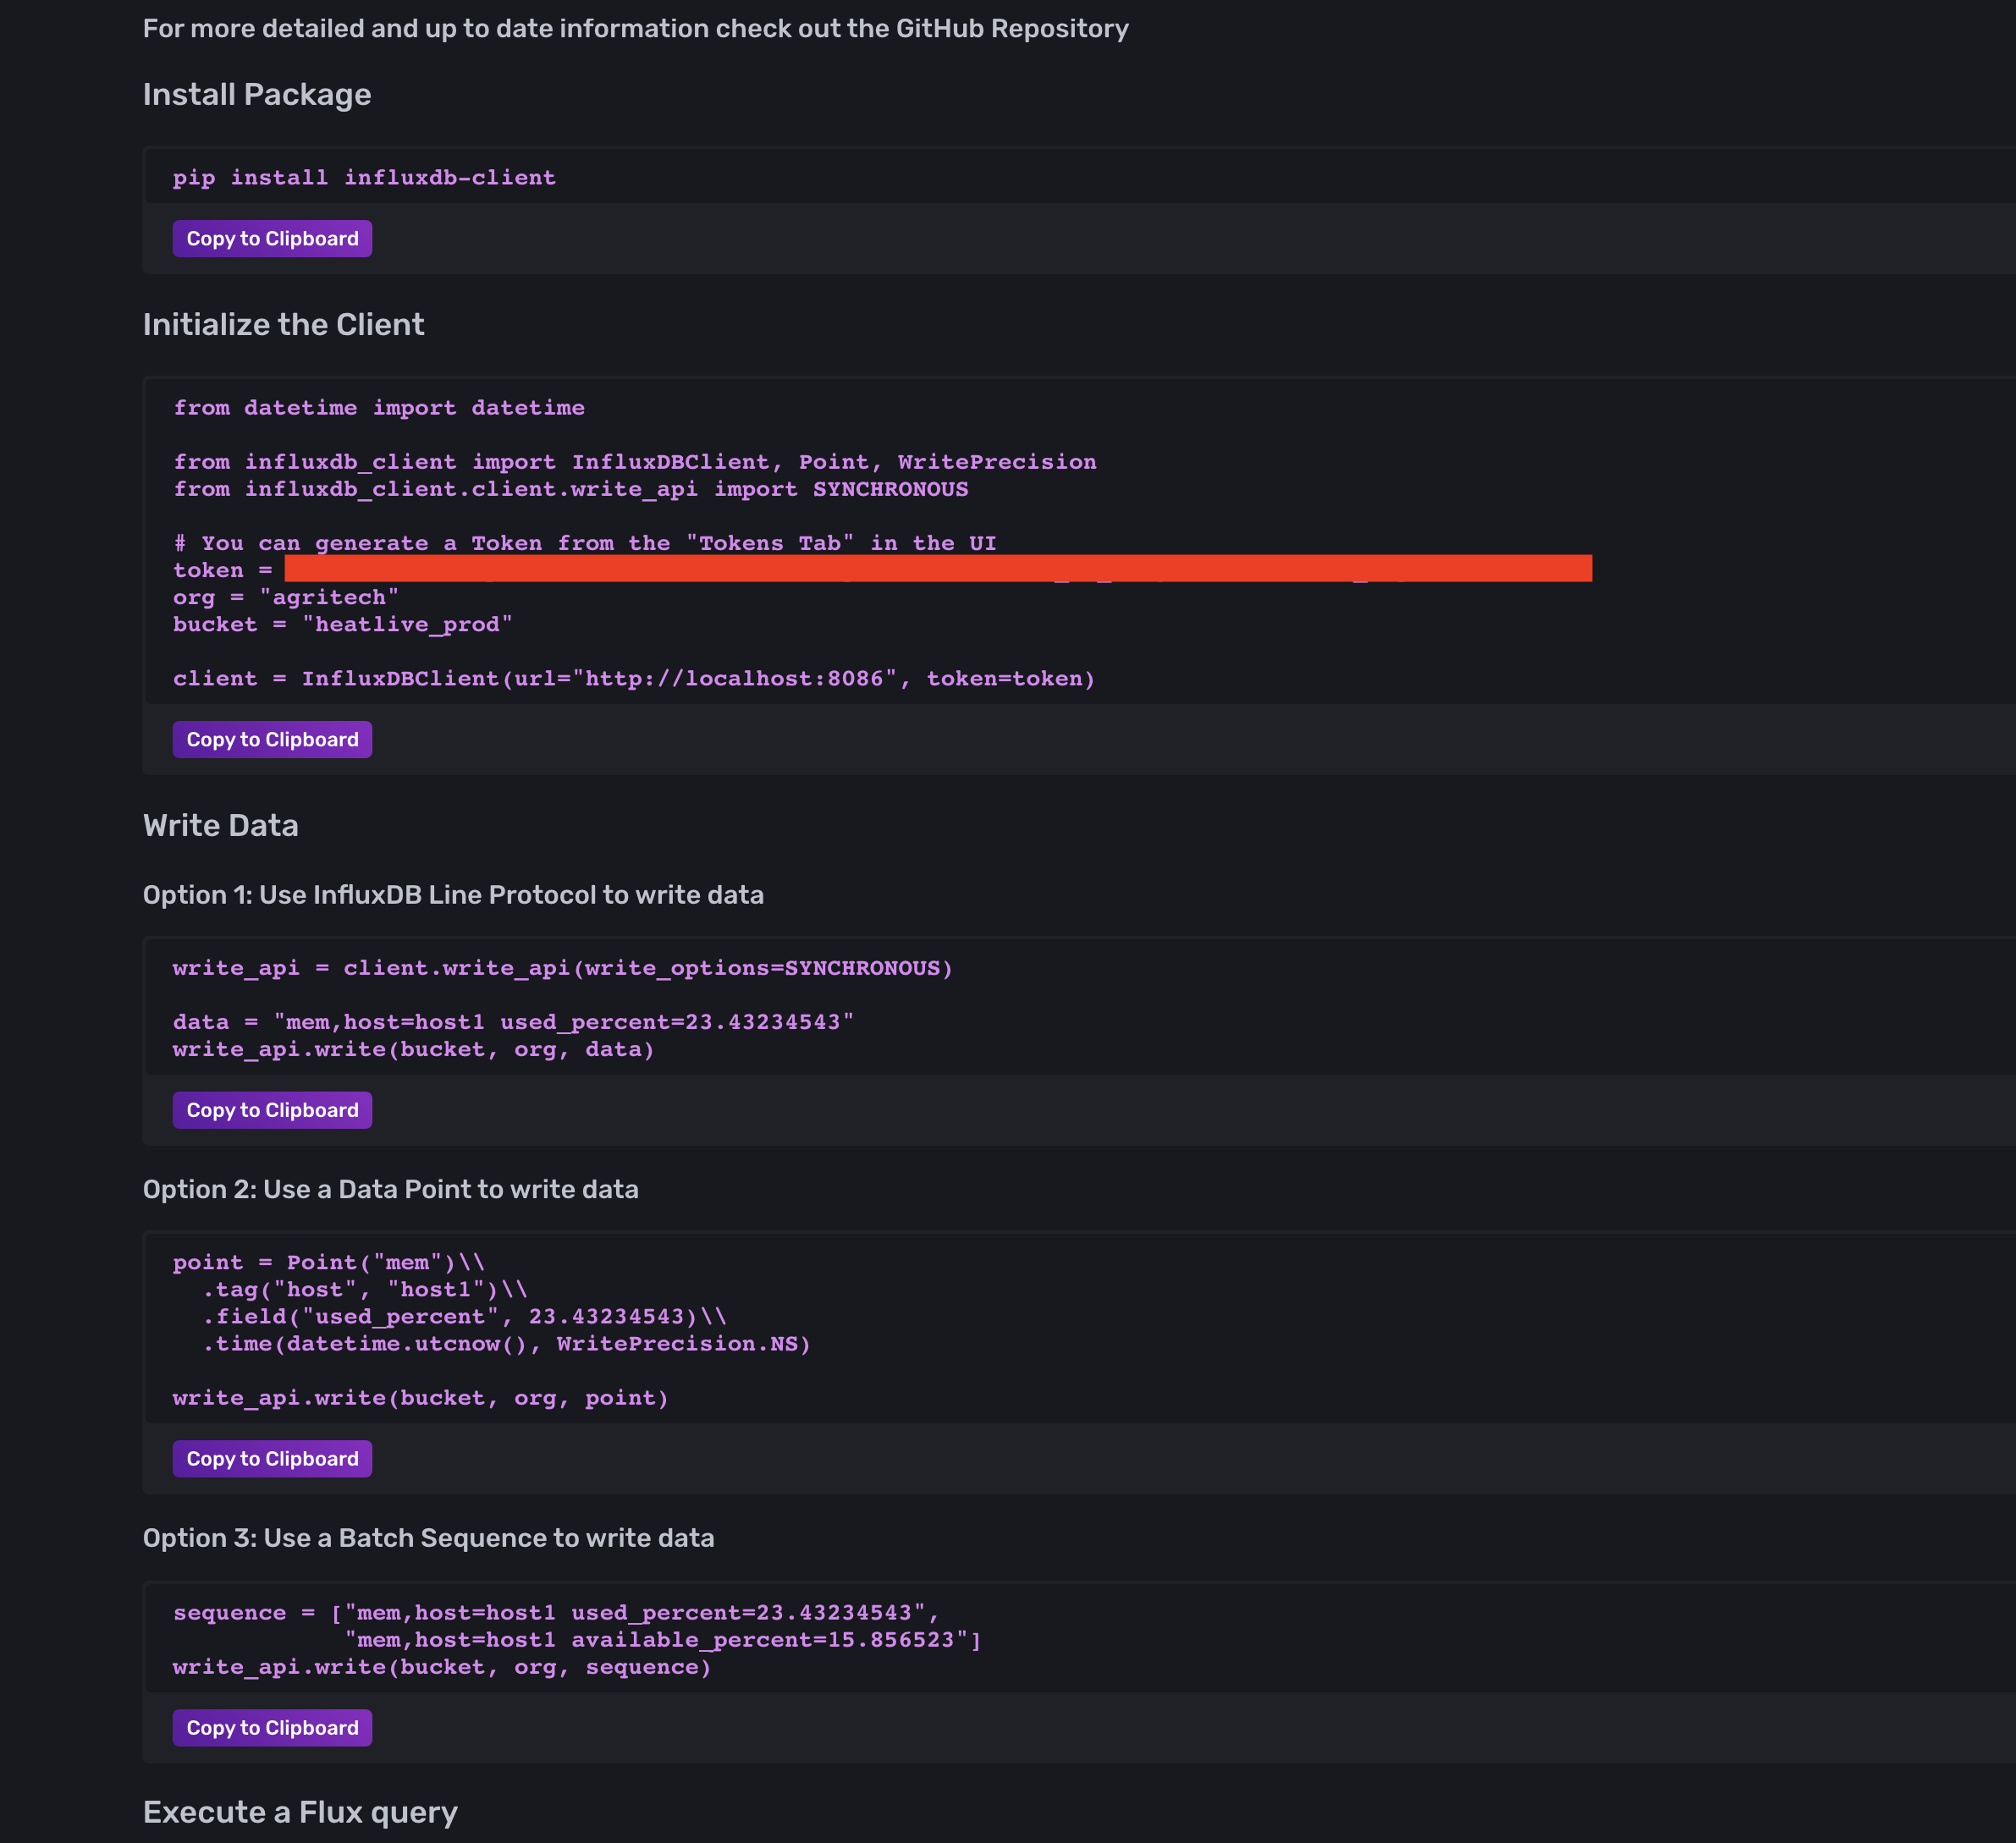 For more detailed and up to date information check out the GitHub Repository
Install Package
pip install influxdb-client
Copy to Clipboard
Initialize the Client
from datetime import datetime
from influxdb_client import InfluxDBClient, Point, WritePrecision
from influxdb_client.client.write_api import SYNCHRONOUS
# You can generate a Token from the "Tokens Tab" in the UI
token =
org = "agritech"
bucket = "heatlive_prod"
client = InfluxDBClient(url="http://localhost:8086", token=token)
Copy to Clipboard
Write Data
Option 1: Use InfluxDB Line Protocol to write data
write_api = client.write_api(write_options=SYNCHRONOUS)
data = "mem,host=host1 used_percent=23.43234543"
write_api.write(bucket, org, data)
Copy to Clipboard
Option 2: Use a Data Point to write data
point = Point("mem")\\
  .tag("host", "host1")\\
  .field("used_percent", 23.43234543)\\
  .time(datetime.utcnow(), WritePrecision.NS)
write_api.write(bucket, org, point)
Copy to Clipboard
Option 3: Use a Batch Sequence to write data
sequence = ["mem,host=host1 used_percent=23.43234543",
            "mem,host=host1 available_percent=15.856523"]
write_api.write(bucket, org, sequence)
Copy to Clipboard
Execute a Flux query